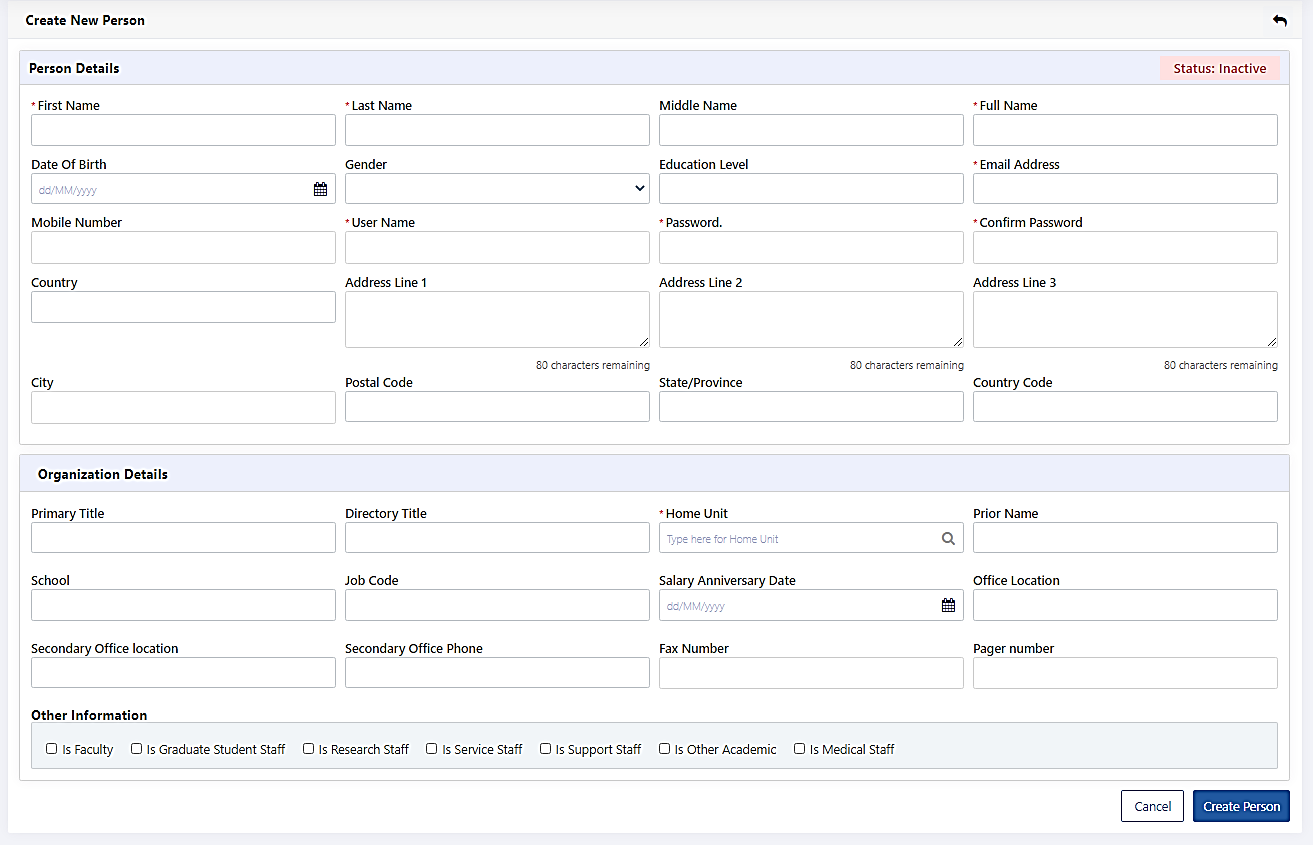 Create New Person
Person Details Status: Inactive
*First Name *Last Name Middle Name *Full Name
Date Of Birth Gender Education Level *Email Address
dd/MM/yyyy
Mobile Number *User Name *Password. *Confirm Password
Country Address Line 1 Address Line 2 Address Line 3
80 characters remaining 80 characters remaining 80 characters remaining
City Postal Code State/Province Country Code
Organization Details
Primary Title Directory Title *Home Unit Prior Name
Type here for Home Unit
School Job Code Salary Anniversary Date Office Location
dd/MM/yyyy
Secondary Office location Secondary Office Phone Fax Number Pager number
Other Information
Is Faculty Is Graduate Student Staff Is Research Staff Is Service Staff Is Support Staff Is Other Academic Is Medical Staff
Cancel Create Person